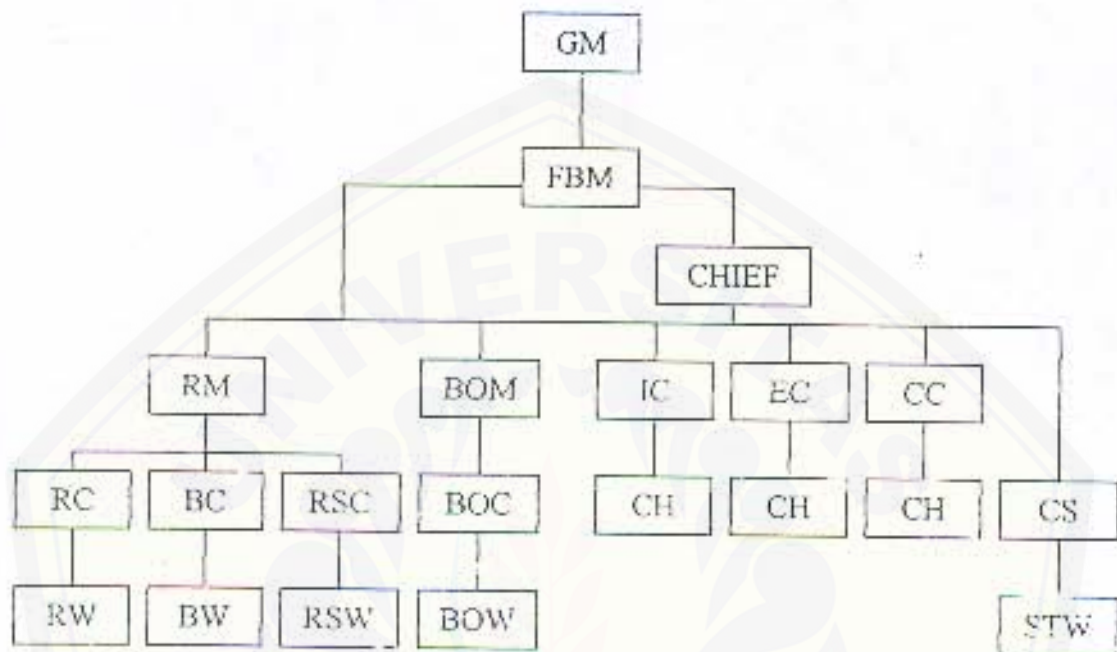 GM
FBM
CHIEF
RM BOM IC EC CC
RC BC RSC BOC CH CH CH CS
RW BW RSW BOW STW
UNIVERSITAS